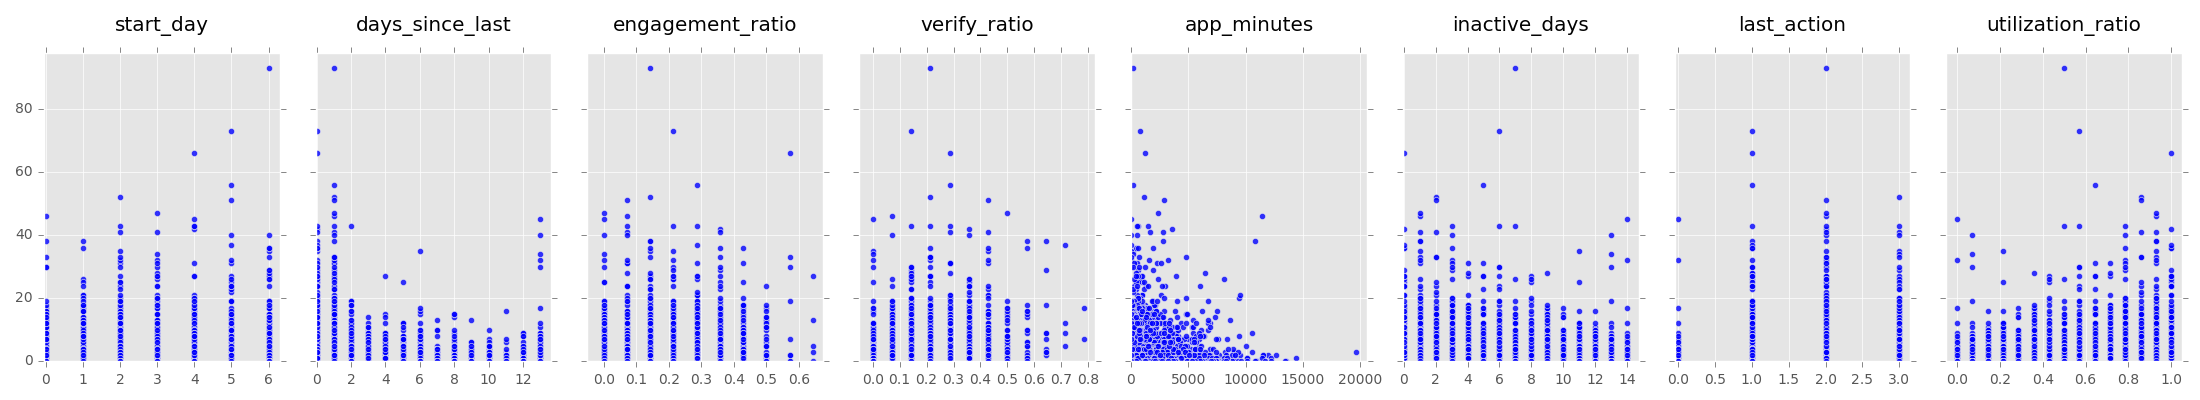 start_day days_since_last engagement_ratio verify_ratio app_minutes inactive_days last_action utilization_ratio
80
60
40
20
0
0 1 2 3 4 5 6 0 2 4 6 8 10 12 0.0 0.1 0.2 0.3 0.4 0.5 0.6 0.0 0.1 0.2 0.3 0.4 0.5 0.6 0.7 0.8 0 5000 10000 15000 20000 0 2 4 6 8 10 12 14 0.0 0.5 1.0 1.5 2.0 2.5 3.0 0.0 0.2 0.4 0.6 0.8 1.0